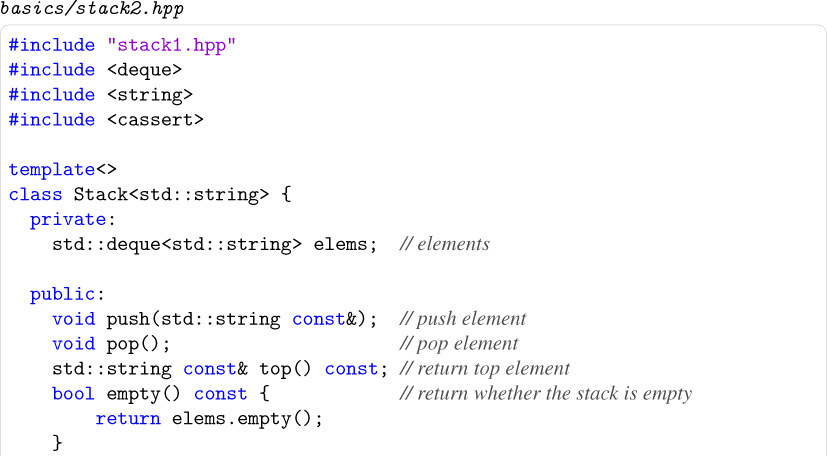 basics/stack2.hpp
#include "stack1.hpp"
#include <deque>
#include <string>
#include <cassert>
template<>
class Stack<std::string> {
private:
std::deque<std::string> elems; // elements
public:
void push(std::string const&); // push element
void pop(); // pop element
std::string const& top() const; // return top element
bool empty() const { // return whether the stack is empty
return elems.empty();
}